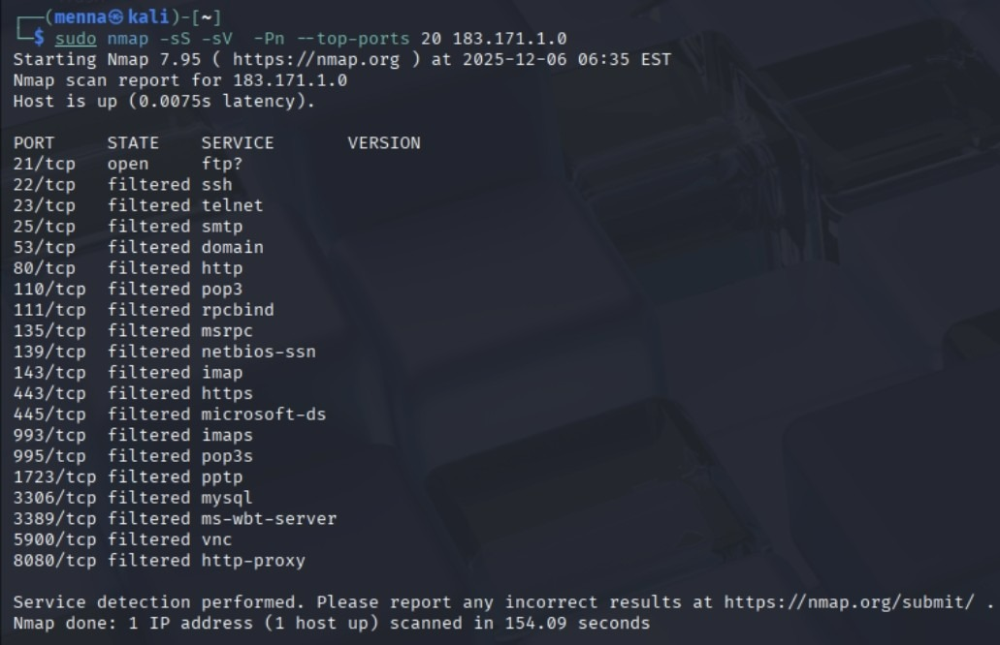 ┌──(menna㉿kali)-[~]
└─$ sudo nmap -sS -sV  -Pn --top-ports 20 183.171.1.0
Starting Nmap 7.95 ( https://nmap.org ) at 2025-12-06 06:35 EST
Nmap scan report for 183.171.1.0
Host is up (0.0075s latency).

PORT     STATE    SERVICE       VERSION
21/tcp   open     ftp?
22/tcp   filtered ssh
23/tcp   filtered telnet
25/tcp   filtered smtp
53/tcp   filtered domain
80/tcp   filtered http
110/tcp  filtered pop3
111/tcp  filtered rpcbind
135/tcp  filtered msrpc
139/tcp  filtered netbios-ssn
143/tcp  filtered imap
443/tcp  filtered https
445/tcp  filtered microsoft-ds
993/tcp  filtered imaps
995/tcp  filtered pop3s
1723/tcp filtered pptp
3306/tcp filtered mysql
3389/tcp filtered ms-wbt-server
5900/tcp filtered vnc
8080/tcp filtered http-proxy

Service detection performed. Please report any incorrect results at https://nmap.org/submit/ .
Nmap done: 1 IP address (1 host up) scanned in 154.09 seconds